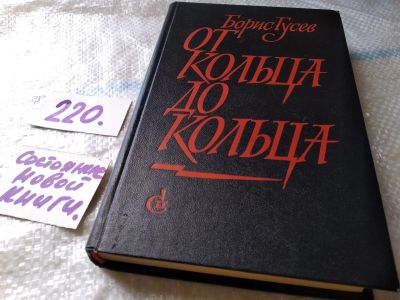 Борис Гусев
ОТ
КОЛЬЦА
ДО
КОЛЬЦА
220.
Состояние
новой
книги.